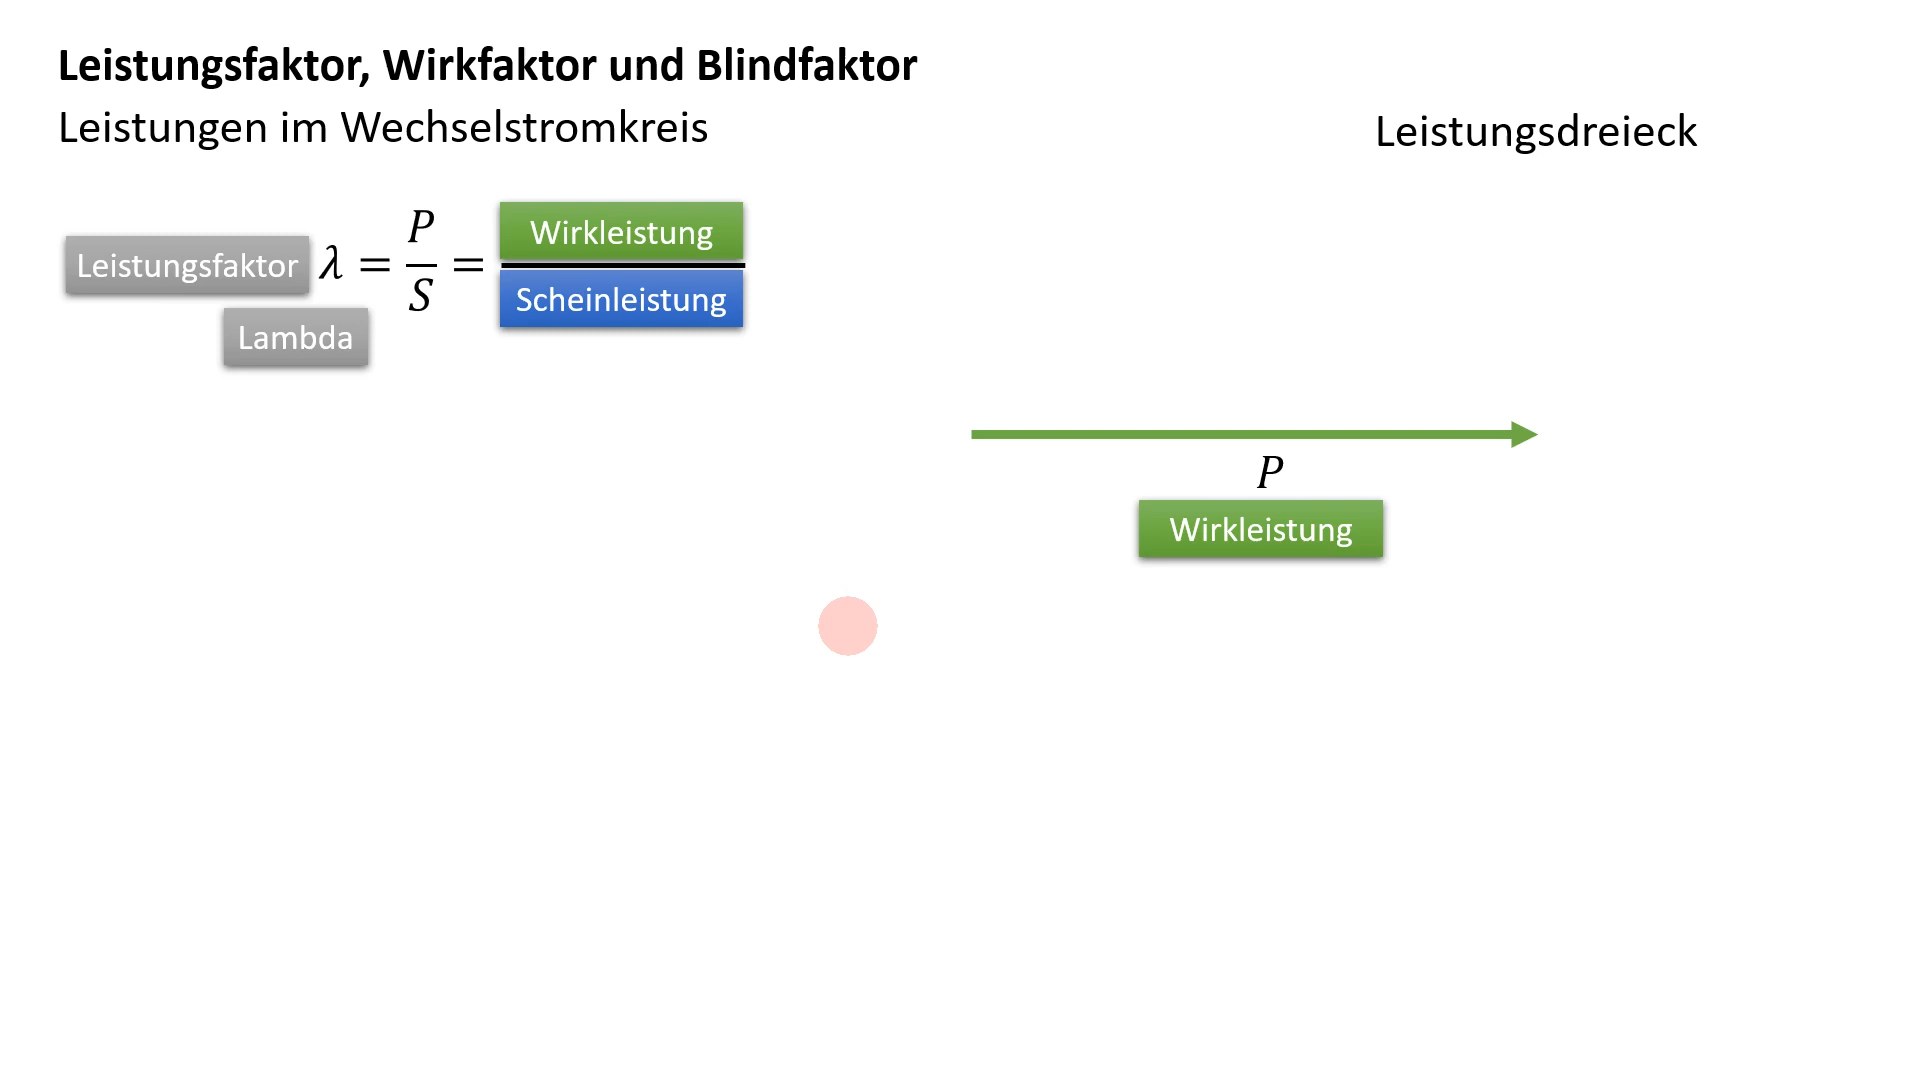 Leistungsfaktor, Wirkfaktor und Blindfaktor
Leistungen im Wechselstromkreis
Leistungsdreieck
Leistungsfaktor λ = P/S = Wirkleistung
Scheinleistung
Lambda
P
Wirkleistung